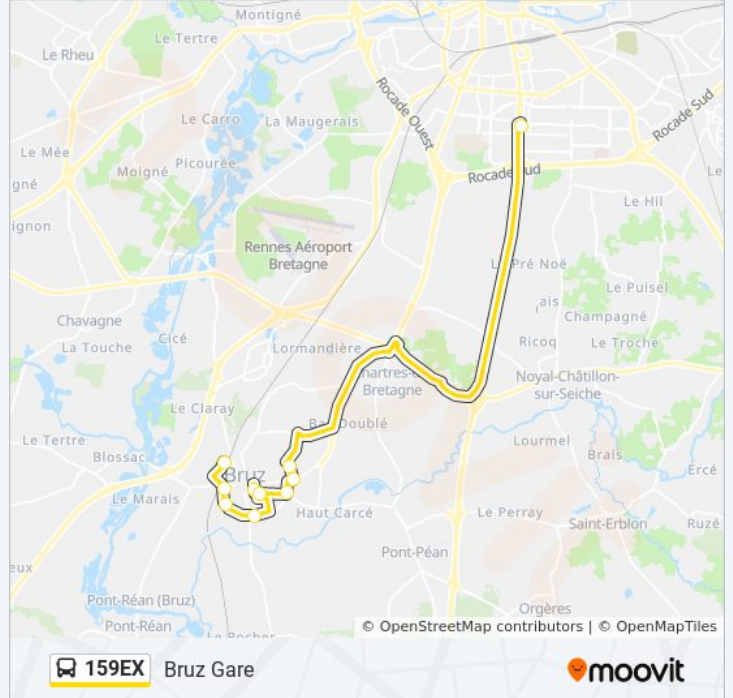 Montigné
Le Tertre
Le Rheu
Rocade Ouest
Le Carro
La Maugerais
Rocade Sud
Le Mée
Picourée
Moigné
Rocade Sud
gné
Le
Le Hil
ignon
Rennes Aéroport
Bretagne
Pré Noë
Le Puisel
Chavagne
ais
Champagné
Cicé
La Touche
Lormandière
Ricoq
Le Troche
Bretagne
Noyal-Châtillon-
sur-Seiche
Le Claray
Le Tertre
Lourmel
Blossac
Bruz
Brais
Ercé
Le Marais
Haut Carcé
Le Perray
Saint-Erblon
Ruzé
Pont-Péan
eux
Pont-Réan (Bruz)
Orgères
Pont-Réan
Le Rocher
© OpenStreetMap contributors | © OpenMapTiles
159EX Bruz Gare
moovit